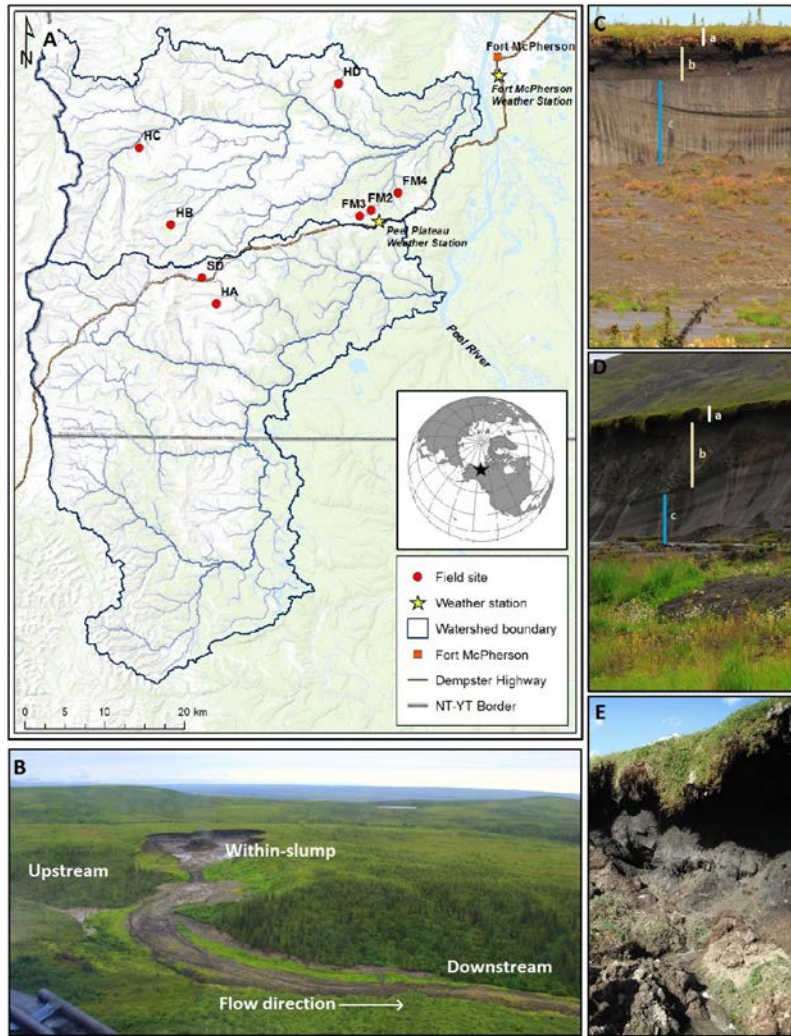 A
N
Fort McPherson
HD
Fort McPherson
Weather Station
HC
FM4
FM2
FM3
HB
Peel Plateau
Weather Station
SD
HA
Peel River
Field site
Weather station
Watershed boundary
Fort McPherson
Dempster Highway
NT-YT Border
0 5 10 20 km
B
Within-slump
Upstream
Downstream
Flow direction
C
a
b
c
D
a
b
c
E